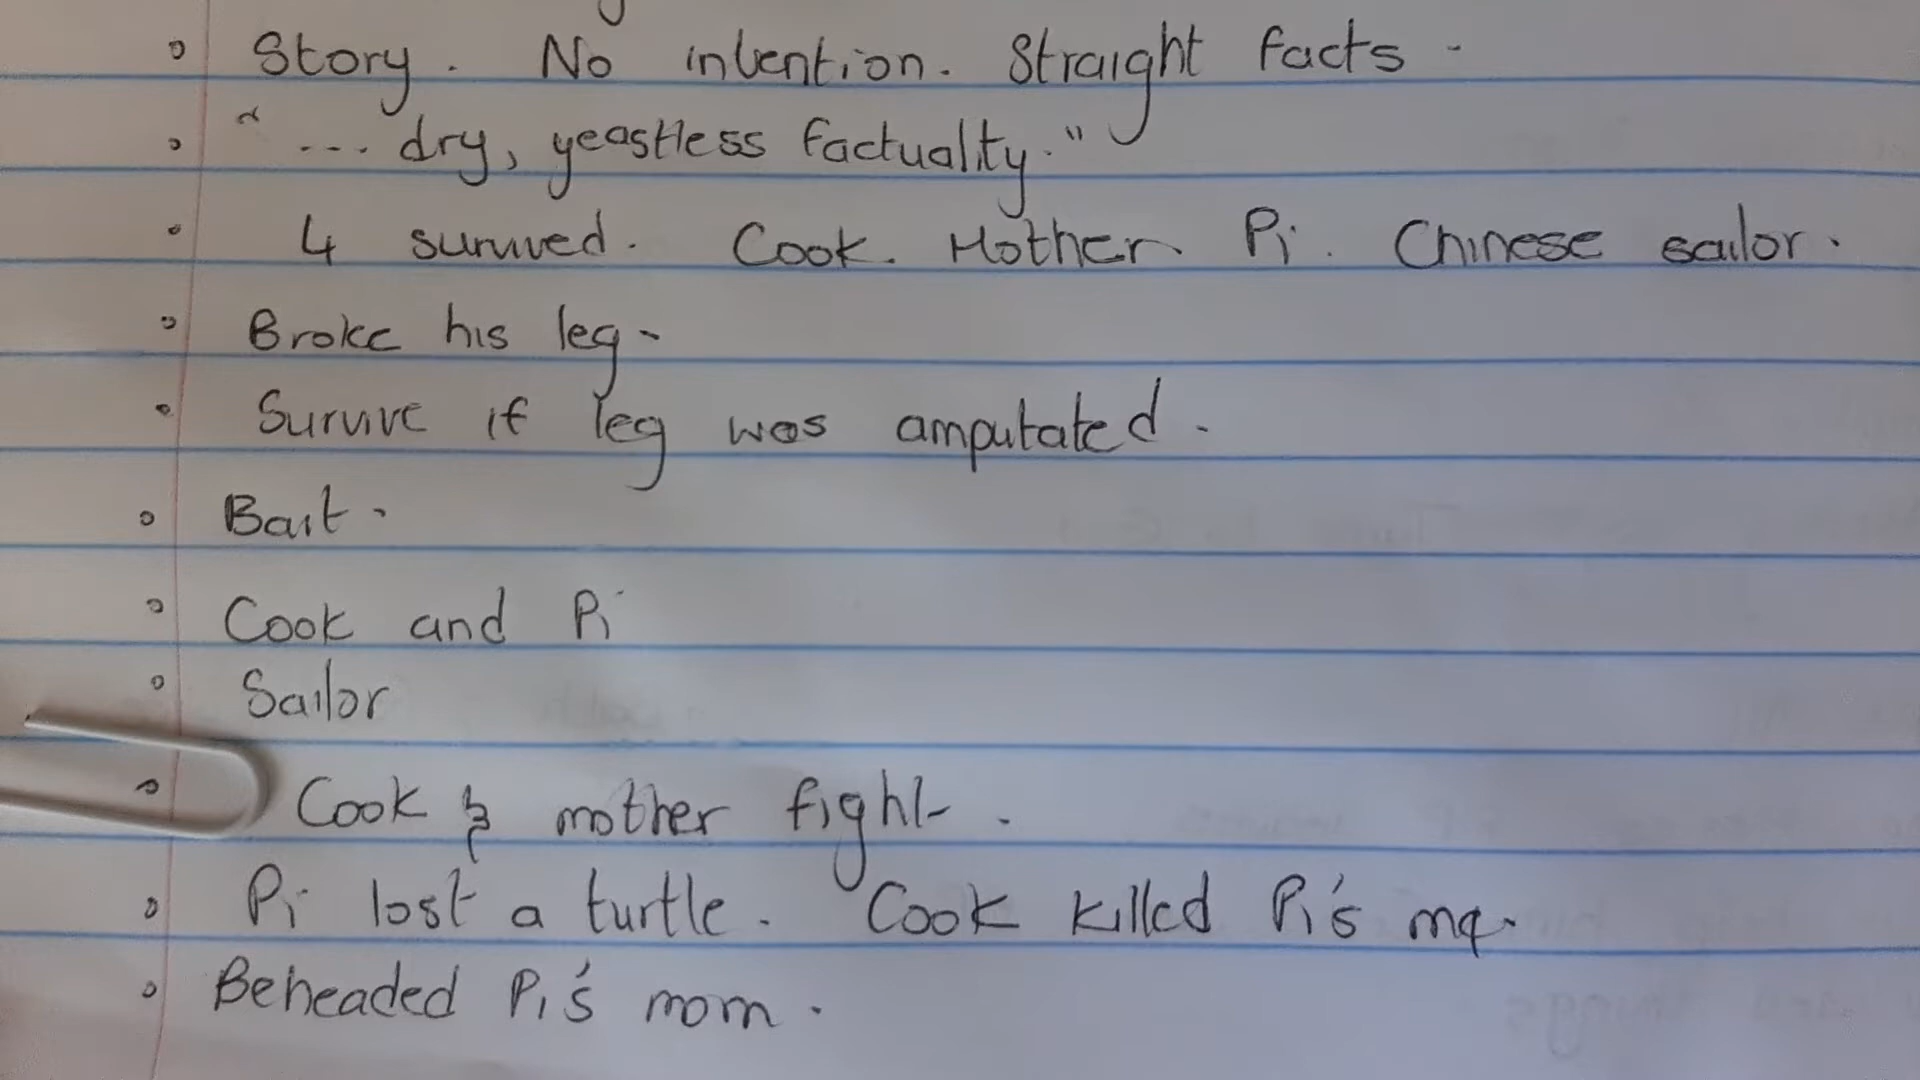 Story. No invention. Straight facts.
"... dry, yeastless factuality."
4 survived. Cook. Mother. Pi. Chinese sailor.
Broke his leg.
Survive if leg was amputated.
Bait.
Cook and Pi
Sailor
Cook & mother fight.
Pi lost a turtle. Cook killed Pi's
Beheaded Pi's mom.